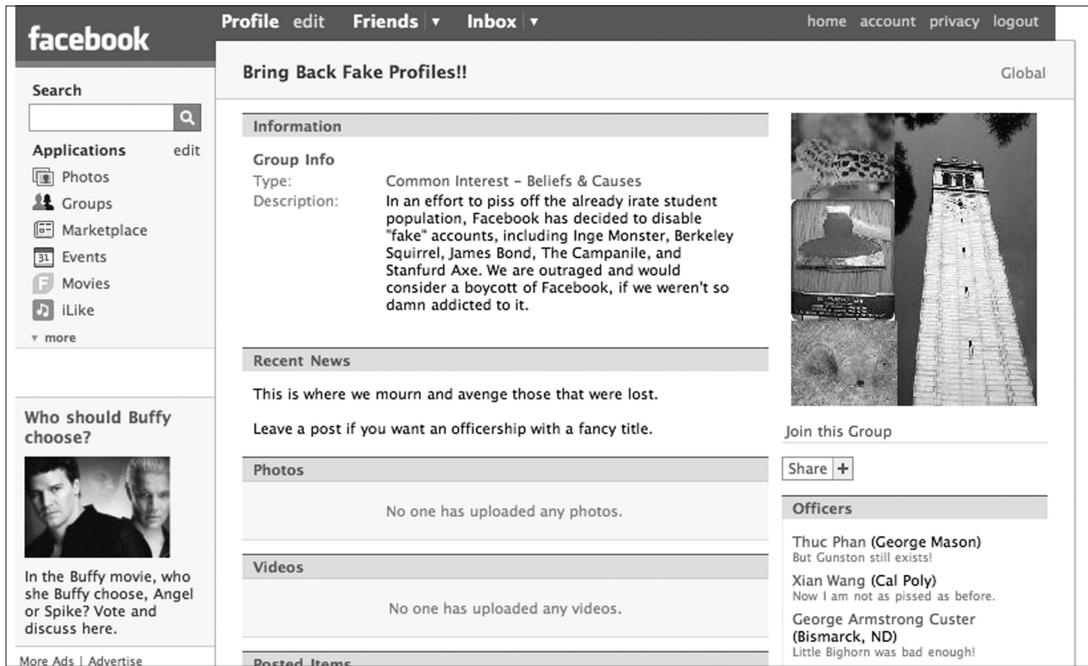 facebook
Profile edit Friends ▼ Inbox ▼
home account privacy logout
Search
Applications edit
Photos
Groups
Marketplace
31 Events
F Movies
iLike
▼ more
Who should Buffy
choose?
In the Buffy movie, who
she Buffy choose, Angel
or Spike? Vote and
discuss here.
More Ads | Advertise
Bring Back Fake Profiles!!
Global
Information
Group Info
Type: Common Interest – Beliefs & Causes
Description: In an effort to piss off the already irate student
population, Facebook has decided to disable
"fake" accounts, including Inge Monster, Berkeley
Squirrel, James Bond, The Campanile, and
Stanfurd Axe. We are outraged and would
consider a boycott of Facebook, if we weren't so
damn addicted to it.
Recent News
This is where we mourn and avenge those that were lost.
Leave a post if you want an officership with a fancy title.
Photos
No one has uploaded any photos.
Videos
No one has uploaded any videos.
Posted Items
Join this Group
Share +
Officers
Thuc Phan (George Mason)
But Gunston still exists!
Xian Wang (Cal Poly)
Now I am not as pissed as before.
George Armstrong Custer
(Bismarck, ND)
Little Bighorn was bad enough!